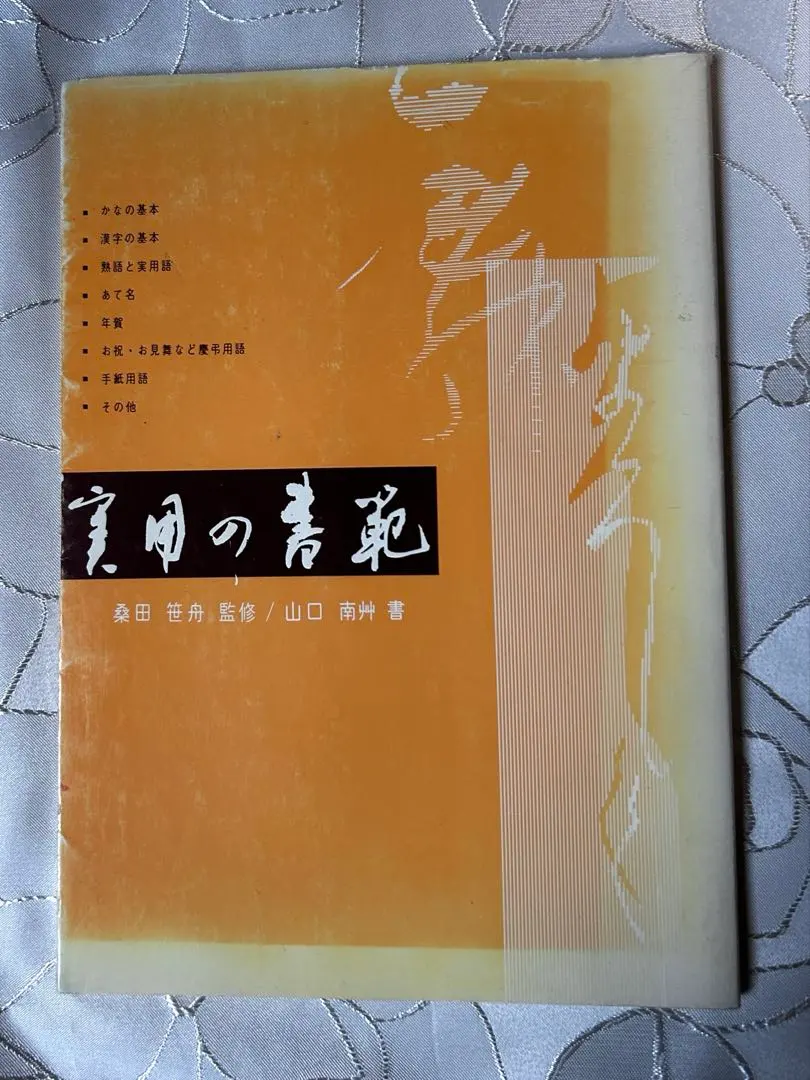 ■ かなの基本
■ 漢字の基本
■ 熟語と実用語
■ あて名
■ 年賀
■ お祝・お見舞など慶弔用語
■ 手紙用語
■ その他
実用の書範
桑田 笹舟 監修/山口 南艸 書